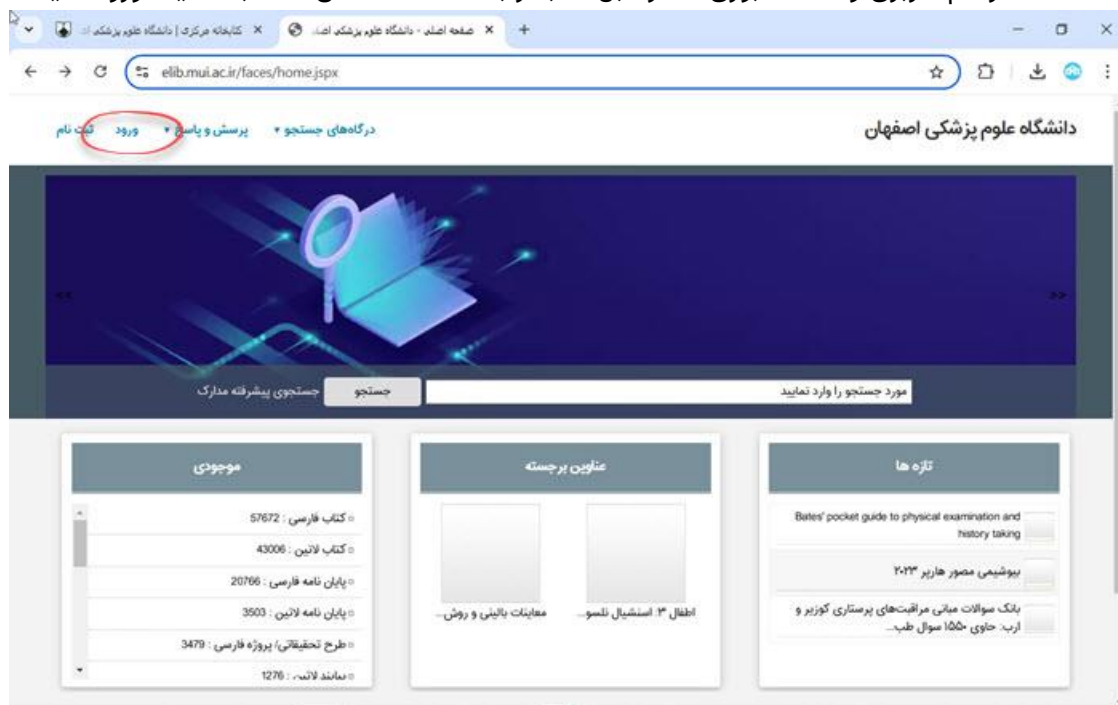 صفحه اصلی - دانشگاه علوم پزشکی اصف
کتابخانه مرکزی | دانشگاه علوم پزشکی
elib.mui.ac.ir/faces/home.jspx
دانشگاه علوم پزشکی اصفهان
درگاه‌های جستجو
پرسش و پاسخ
ورود
ثبت نام
<<
>>
مورد جستجو را وارد نمایید
جستجو
جستجوی پیشرفته مدارک
تازه ها
Bates' pocket guide to physical examination and
history taking
بیوشیمی مصور هارپر ۲۰۲۳
بانک سوالات مبانی مراقبت‌های پرستاری کوزیر و
ارب: حاوی ۱۵۵۰ سوال طب...
عناوین برجسته
اطفال ۳: اسنشیال نلسو...
معاینات بالینی و روش...
موجودی
کتاب فارسی : 57672
کتاب لاتین : 43006
پایان نامه فارسی : 20766
پایان نامه لاتین : 3503
طرح تحقیقاتی/ پروژه فارسی : 3479
لاتین : 1276